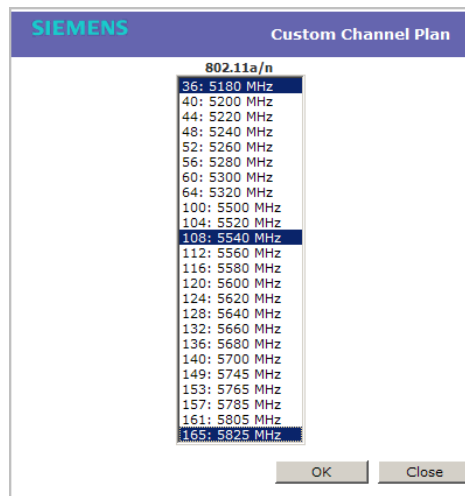 SIEMENS
Custom Channel Plan
802.11a/n
36: 5180 MHz
40: 5200 MHz
44: 5220 MHz
48: 5240 MHz
52: 5260 MHz
56: 5280 MHz
60: 5300 MHz
64: 5320 MHz
100: 5500 MHz
104: 5520 MHz
108: 5540 MHz
112: 5560 MHz
116: 5580 MHz
120: 5600 MHz
124: 5620 MHz
128: 5640 MHz
132: 5660 MHz
136: 5680 MHz
140: 5700 MHz
149: 5745 MHz
153: 5765 MHz
157: 5785 MHz
161: 5805 MHz
165: 5825 MHz
OK
Close